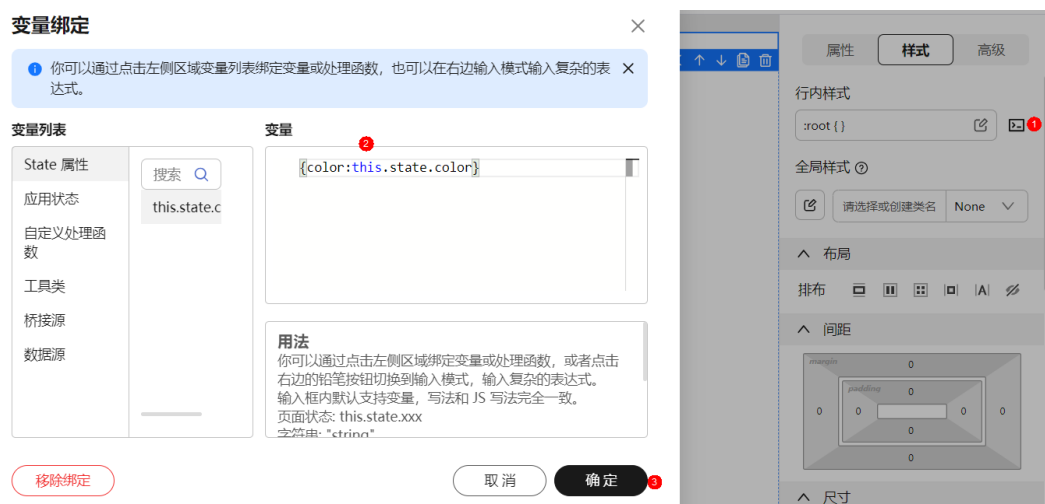 变量绑定
你可以通过点击左侧区域变量列表绑定变量或处理函数，也可以在右边输入模式输入复杂的表
达式。
变量列表
变量
2
State 属性
应用状态
自定义处理函
数
工具类
桥接源
数据源
搜索
this.state.c
{color:this.state.color}
用法
你可以通过点击左侧区域绑定变量或处理函数，或者点击
右边的铅笔按钮切换到输入模式，输入复杂的表达式。
输入框内默认支持变量，写法和 JS 写法完全一致。
页面状态: this.state.xxx
字符串: "string"
移除绑定
取消
确定
3
属性
样式
高级
行内样式
:root { }
1
全局样式
请选择或创建类名
None
布局
排布
间距
margin
0
padding
0
0
0
0
0
0
0
尺寸